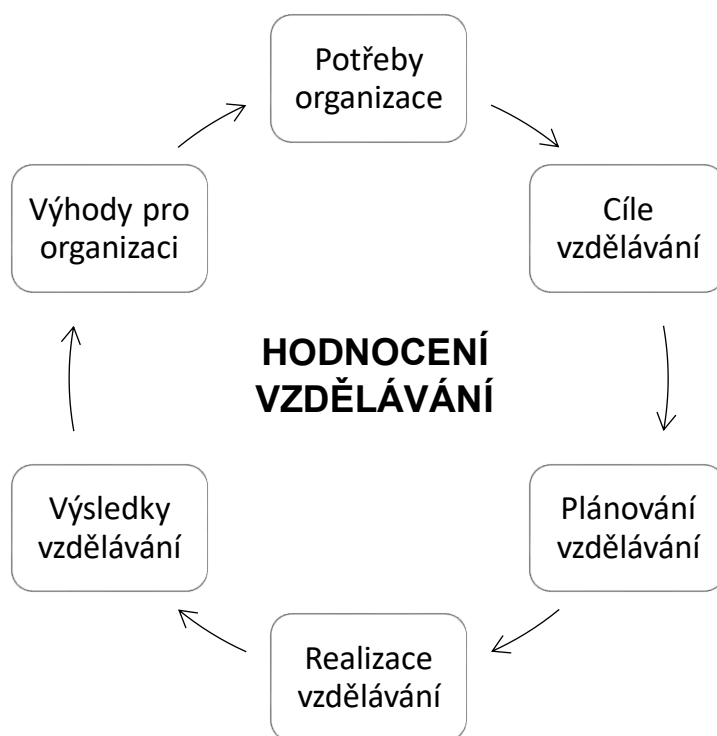 Potřeby
organizace
Cíle
vzdělávání
Plánování
vzdělávání
Realizace
vzdělávání
Výsledky
vzdělávání
Výhody pro
organizaci
HODNOCENÍ
VZDĚLÁVÁNÍ